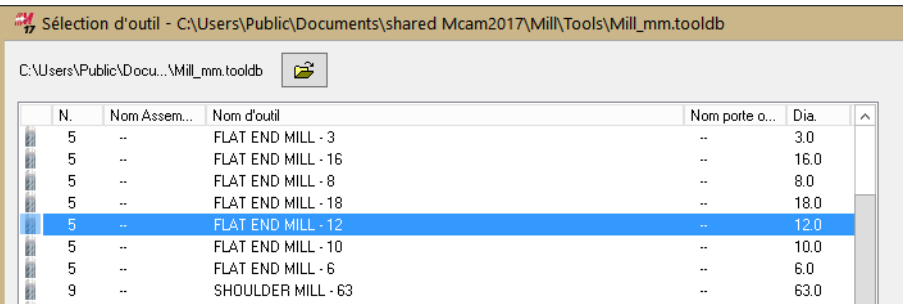 17 Sélection d'outil - C:\Users\Public\Documents\shared Mcam2017\Mill\Tools\Mill_mm.tooldb
C:\Users\Public\Docu...\Mill_mm.tooldb
N. Nom Assem... Nom d'outil Nom porte o... Dia.
5 -- FLAT END MILL - 3 -- 3.0
5 -- FLAT END MILL - 16 -- 16.0
5 -- FLAT END MILL - 8 -- 8.0
5 -- FLAT END MILL - 18 -- 18.0
5 -- FLAT END MILL - 12 -- 12.0
5 -- FLAT END MILL - 10 -- 10.0
5 -- FLAT END MILL - 6 -- 6.0
9 -- SHOULDER MILL - 63 -- 63.0